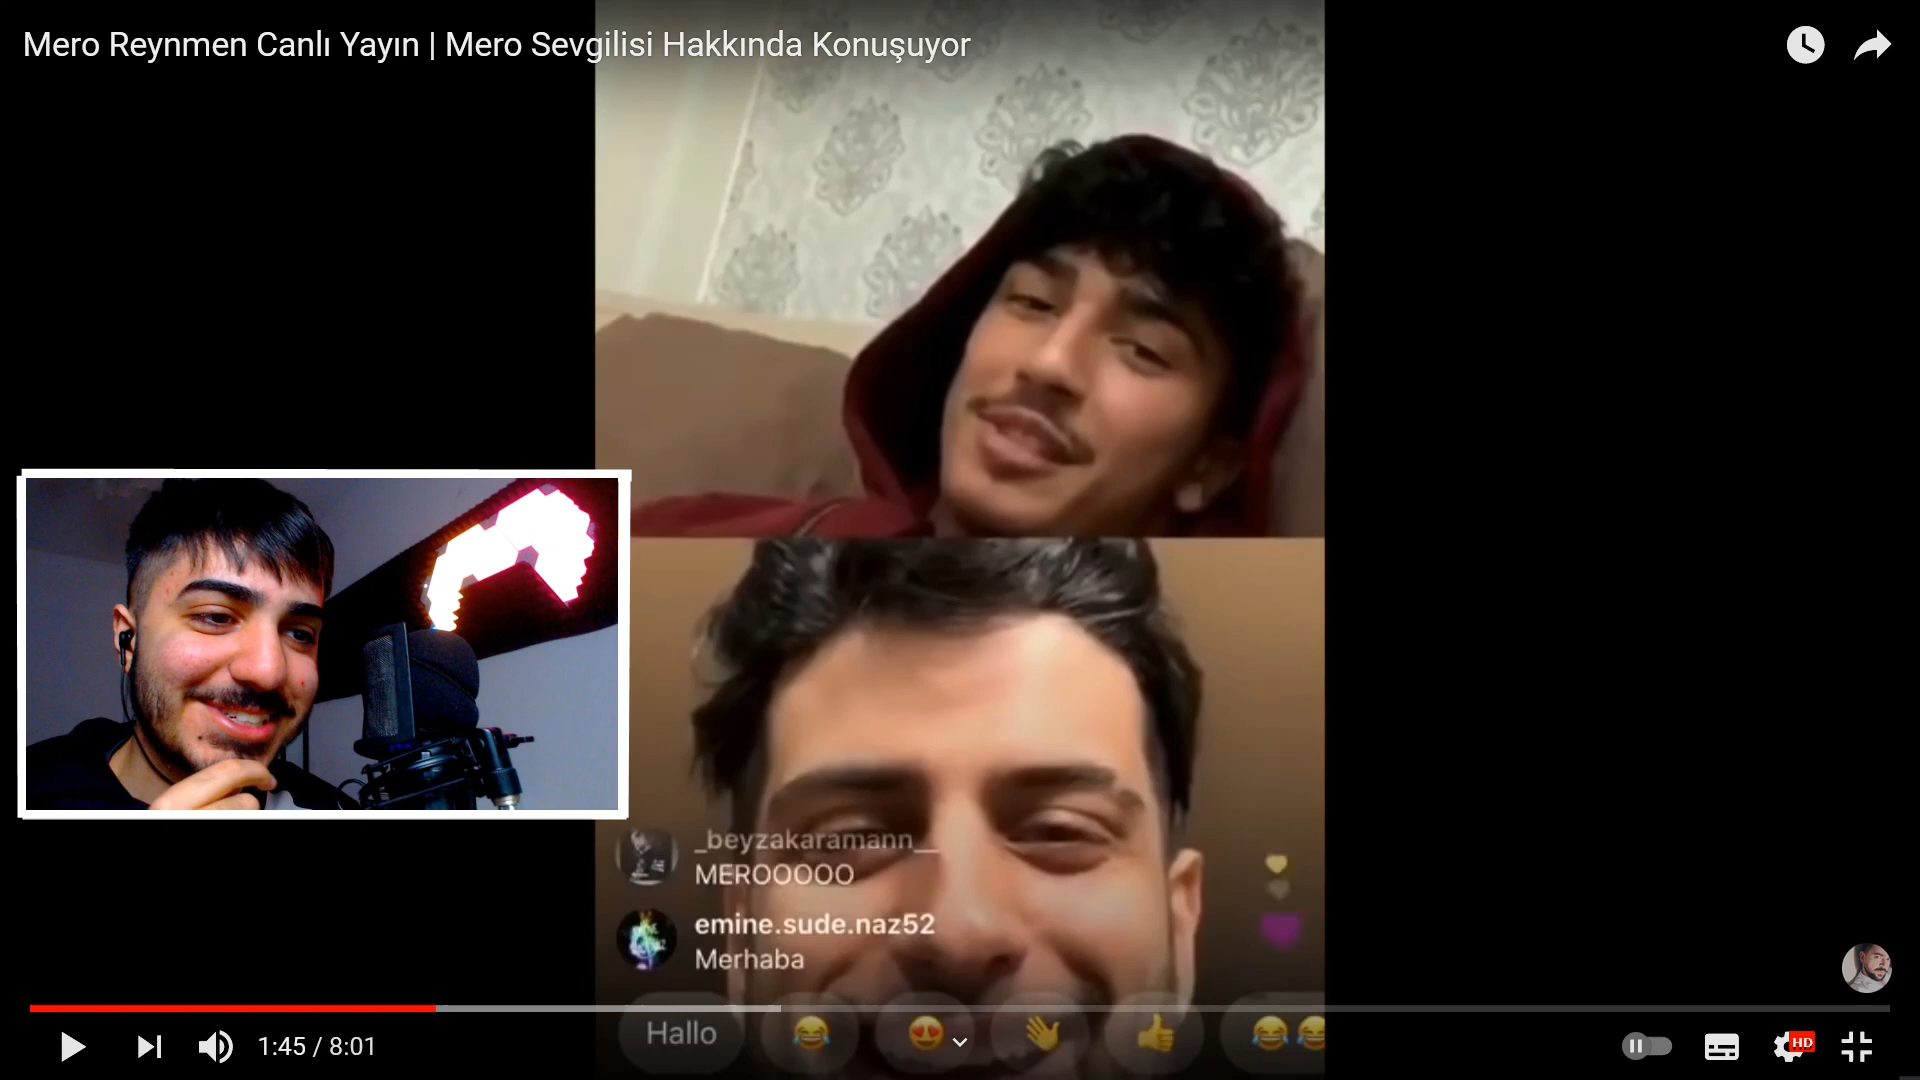 Mero Reynmen Canlı Yayın | Mero Sevgilisi Hakkında Konuşuyor
_beyzakaramann__
MEROOOOO
emine.sude.naz52
Merhaba
Hallo
1:45 / 8:01
HD